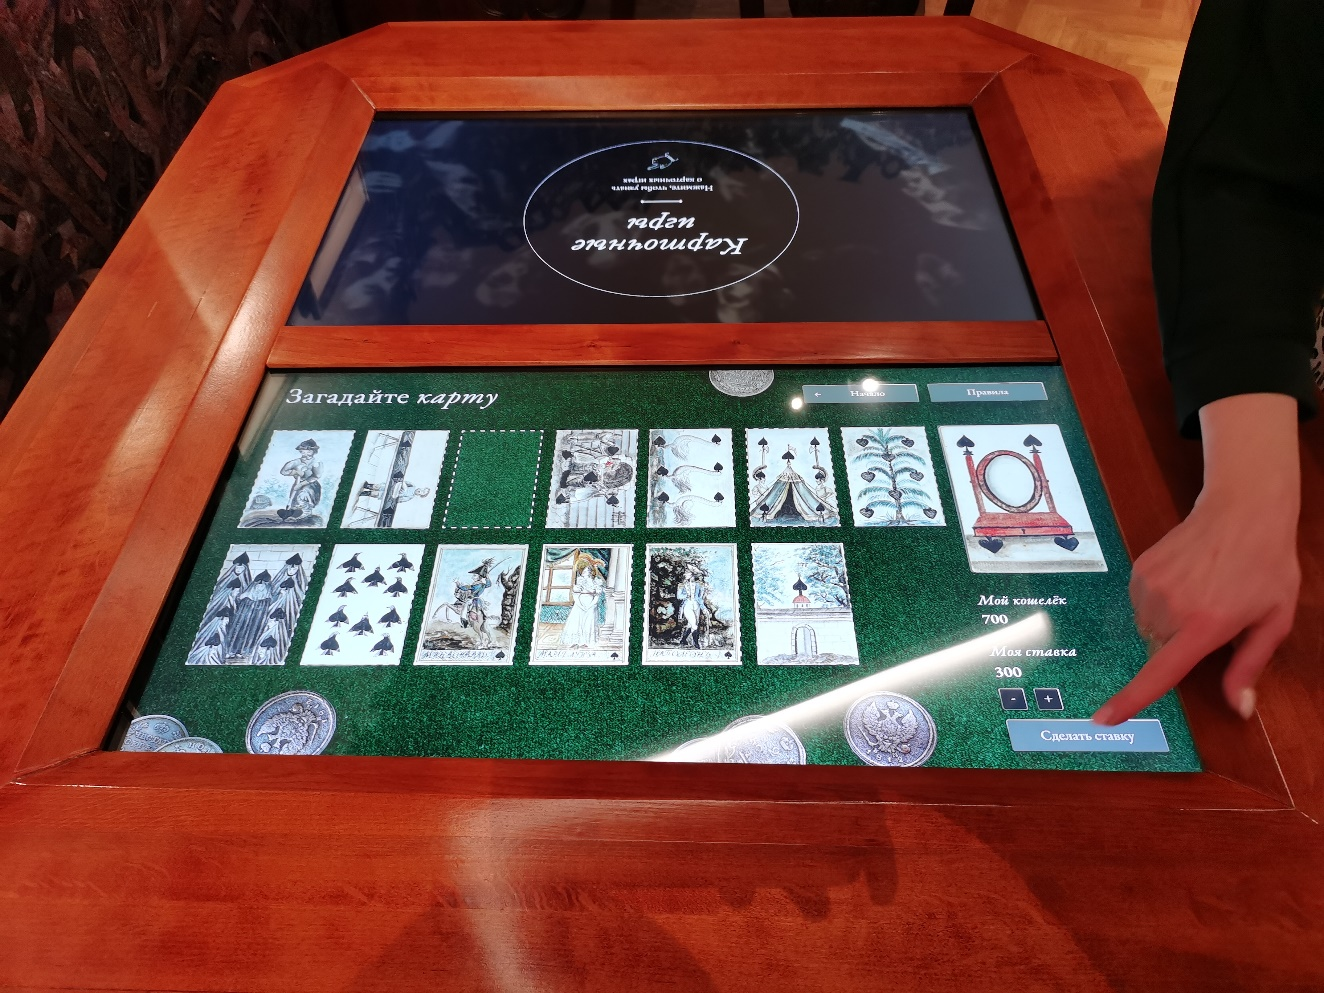 Карточные
игры
Нажмите, чтобы узнать
о карточных играх
Загадайте карту
← Начало
Правила
Мой кошелёк
700
Моя ставка
300
- +
Сделать ставку